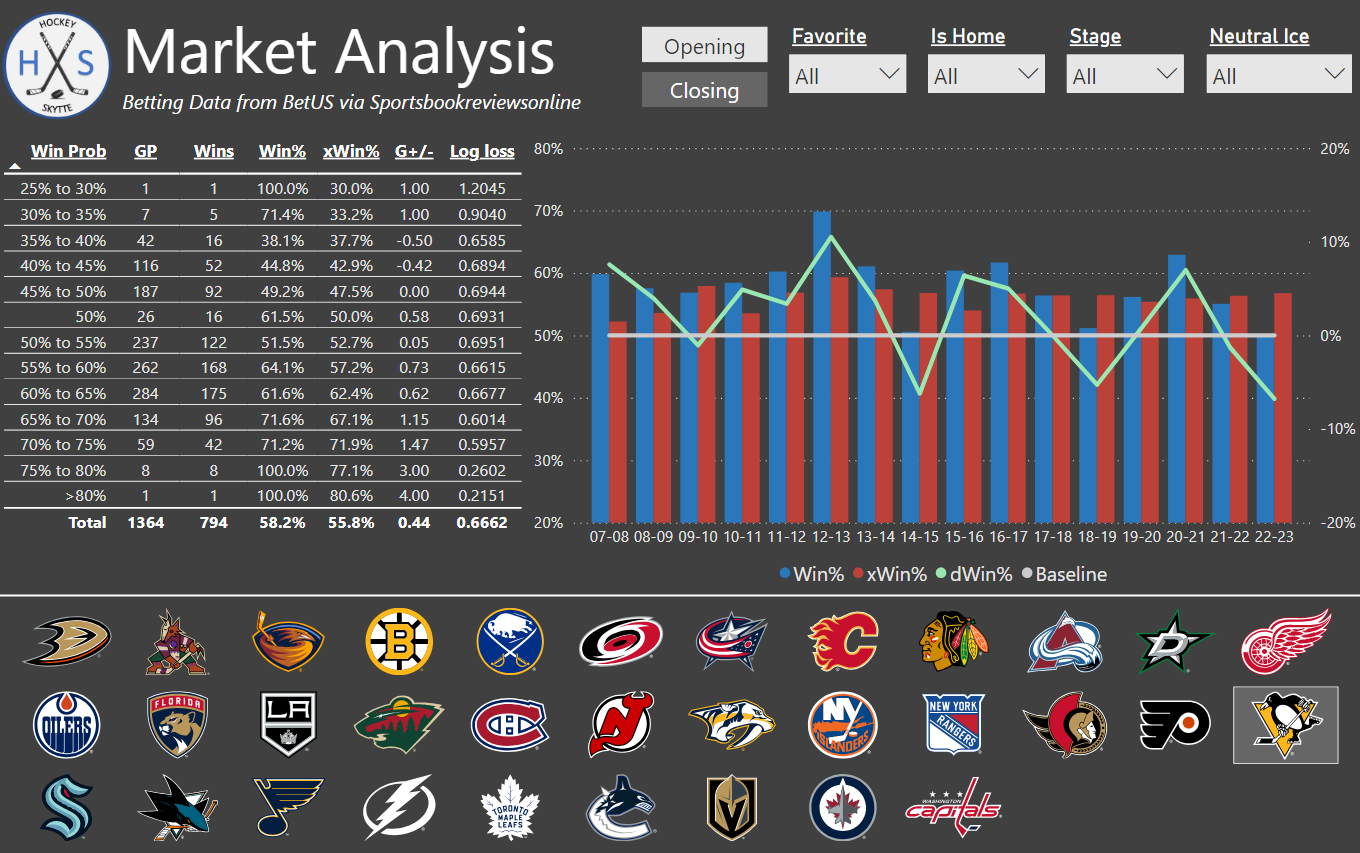 HOCKEY
H S
SKYTTE
Market Analysis
Betting Data from BetUS via Sportsbookreviewsonline
Opening
Closing
Favorite Is Home Stage Neutral Ice
All All All All
Win Prob GP Wins Win% xWin% G+/- Log loss
25% to 30% 1 1 100.0% 30.0% 1.00 1.2045
30% to 35% 7 5 71.4% 33.2% 1.00 0.9040
35% to 40% 42 16 38.1% 37.7% -0.50 0.6585
40% to 45% 116 52 44.8% 42.9% -0.42 0.6894
45% to 50% 187 92 49.2% 47.5% 0.00 0.6944
50% 26 16 61.5% 50.0% 0.58 0.6931
50% to 55% 237 122 51.5% 52.7% 0.05 0.6951
55% to 60% 262 168 64.1% 57.2% 0.73 0.6615
60% to 65% 284 175 61.6% 62.4% 0.62 0.6677
65% to 70% 134 96 71.6% 67.1% 1.15 0.6014
70% to 75% 59 42 71.2% 71.9% 1.47 0.5957
75% to 80% 8 8 100.0% 77.1% 3.00 0.2602
>80% 1 1 100.0% 80.6% 4.00 0.2151
Total 1364 794 58.2% 55.8% 0.44 0.6662
80%
70%
60%
50%
40%
30%
20%
20%
10%
0%
-10%
-20%
07-08 08-09 09-10 10-11 11-12 12-13 13-14 14-15 15-16 16-17 17-18 18-19 19-20 20-21 21-22 22-23
Win% xWin% dWin% Baseline
B
C
D
OILERS
FLORIDA
LA
CH
NJ
NY
ISLANDERS
NEW YORK
RANGERS
TORONTO
MAPLE
LEAFS
WASHINGTON
capitals